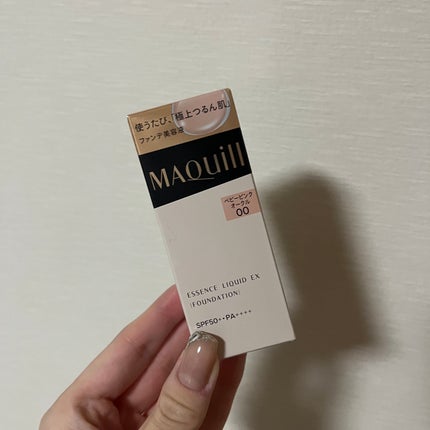 使うたび、「極上つるん肌」
ファンデ美容液
MAQuill
ベビーピンク
オークル
00
ESSENCE LIQUID EX
(FOUNDATION)
SPF50+・PA++++